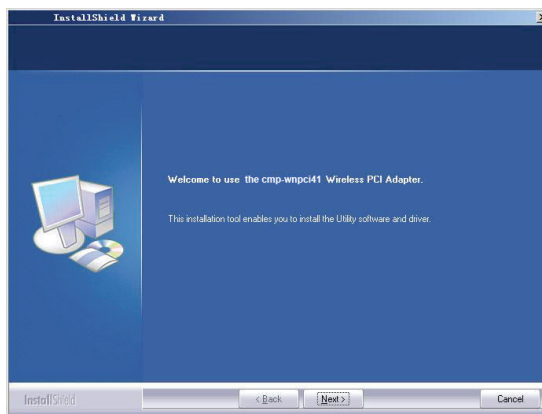 InstallShield Wizard
Welcome to use the cmp-wnpci41 Wireless PCI Adapter.
This installation tool enables you to install the Utility software and driver.
InstallShield
< Back
Next >
Cancel